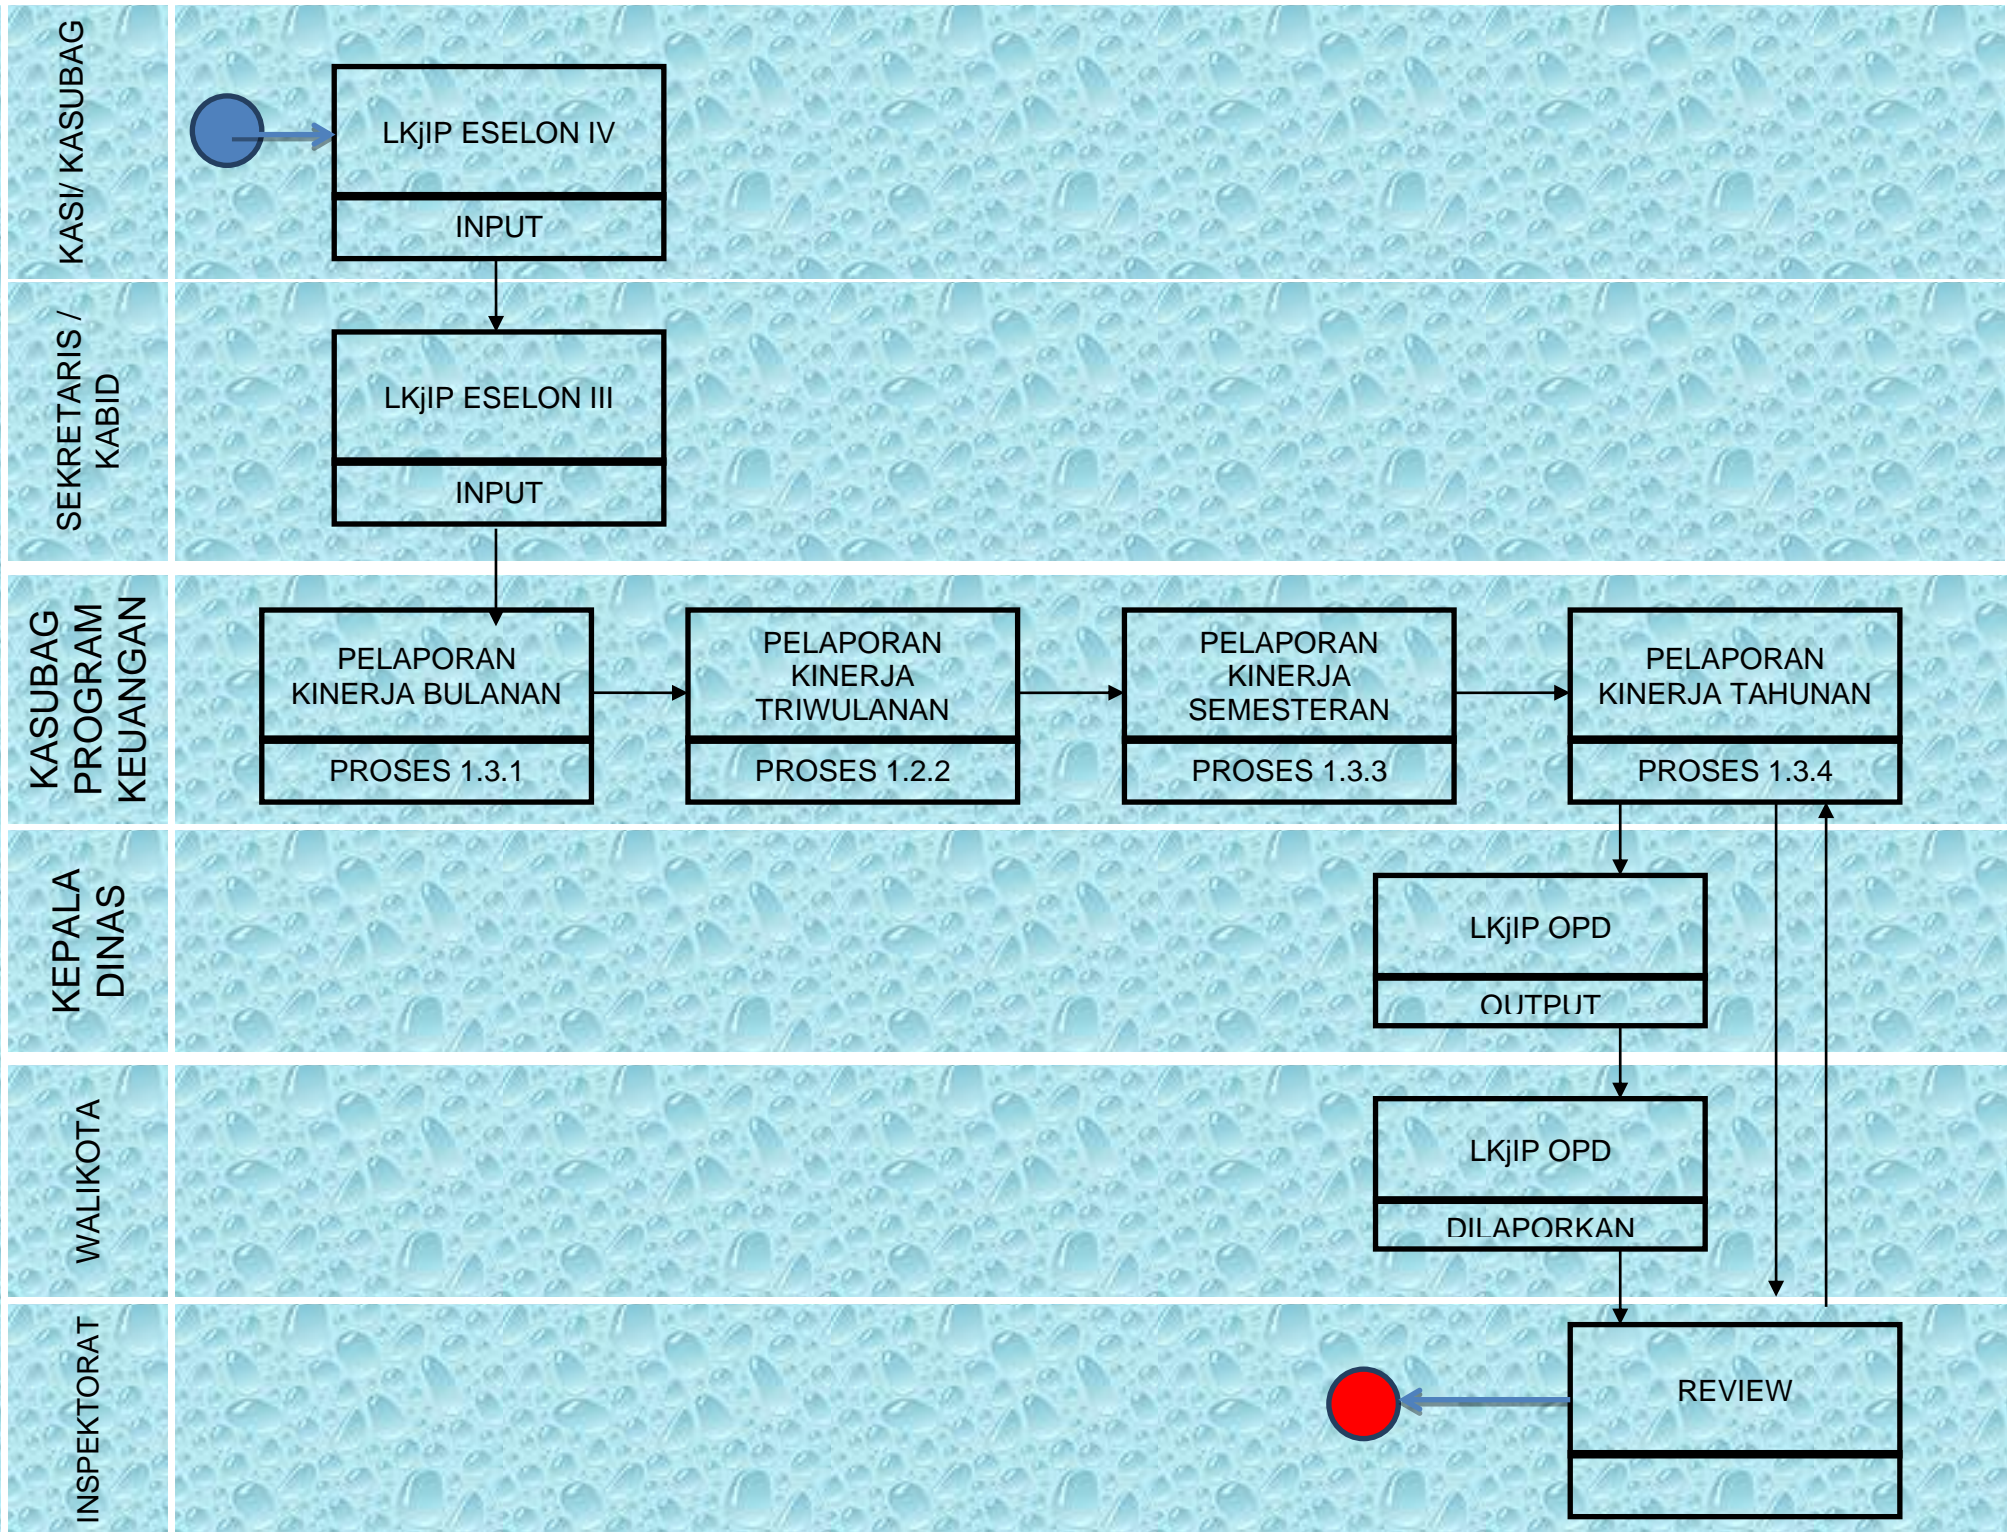 KASI/ KASUBAG
LKjIP ESELON IV
INPUT
SEKRETARIS /
KABID
LKjIP ESELON III
INPUT
KASUBAG
PROGRAM
KEUANGAN
PELAPORAN
KINERJA BULANAN
PROSES 1.3.1
PELAPORAN
KINERJA
TRIWULANAN
PROSES 1.2.2
PELAPORAN
KINERJA
SEMESTERAN
PROSES 1.3.3
PELAPORAN
KINERJA TAHUNAN
PROSES 1.3.4
KEPALA
DINAS
LKjIP OPD
OUTPUT
WALIKOTA
LKjIP OPD
DILAPORKAN
INSPEKTORAT
REVIEW